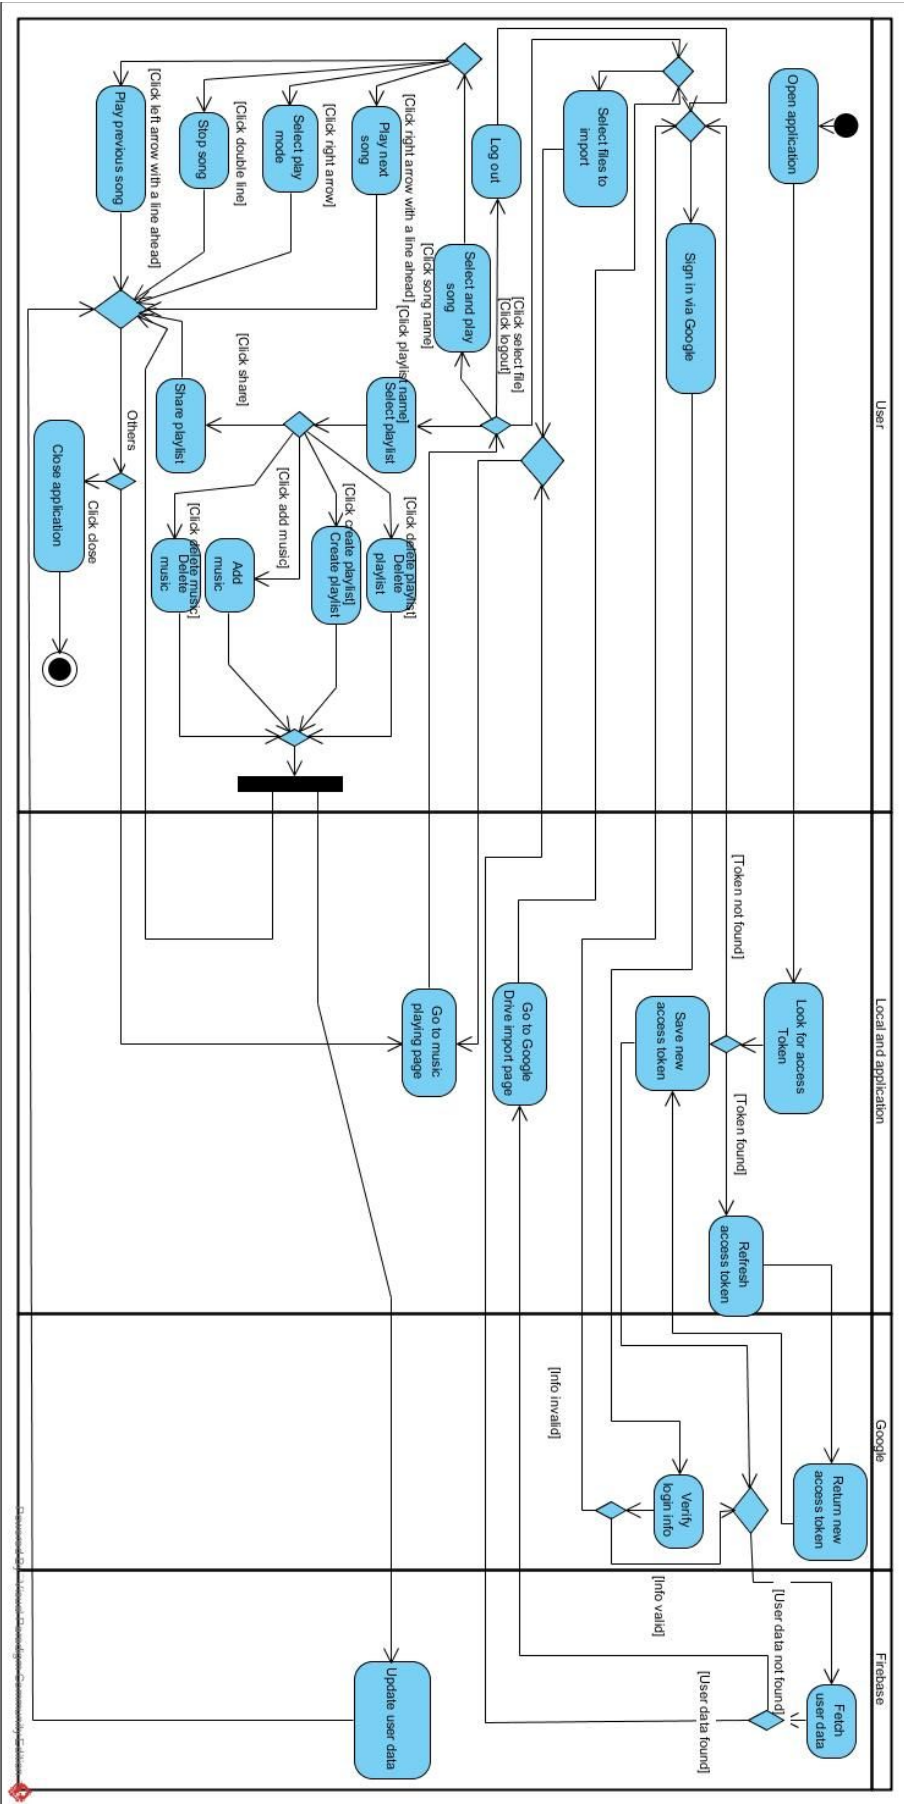 User
Local and application
Google
Firebase
Open application
Sign in via Google
Select files to
import
Log out
Select and play
song
Play next
song
Select play
mode
Stop song
Play previous song
[Click right arrow with a line ahead]
[Click right arrow]
[Click double line]
[Click left arrow with a line ahead]
[Click select file]
[Click logout]
[Click song name]
[Click playlist name]
Select playlist
[Click share]
Share playlist
[Click delete playlist]
Delete
playlist
[Click create playlist]
Create playlist
[Click add music]
Add
music
[Click delete music]
Delete
music
Others
Click close
Close application
[Token not found]
Look for access
Token
[Token found]
Save new
access token
Refresh
access token
Go to Google
Drive import page
Go to music
playing page
Return new
access token
Verify
login info
[Info invalid]
[Info valid]
[User data not found]
Fetch
user data
[User data found]
Update user data
Powered By Visual Paradigm Community Edition